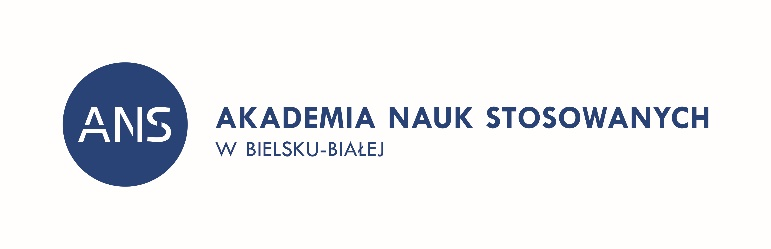 ANS
AKADEMIA NAUK STOSOWANYCH
W BIELSKU-BIAŁEJ